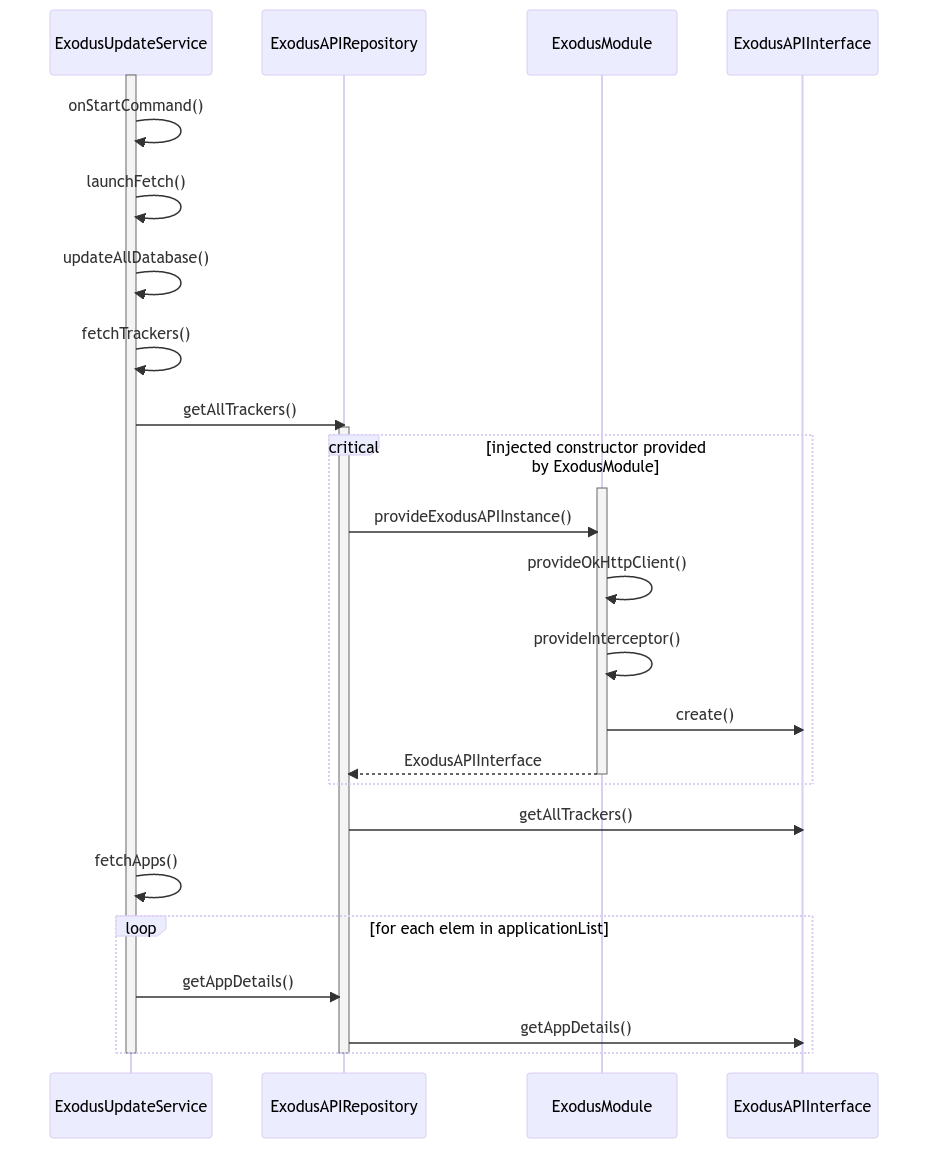 ExodusUpdateService
ExodusAPIRepository
ExodusModule
ExodusAPIInterface
onStartCommand()
launchFetch()
updateAllDatabase()
fetchTrackers()
getAllTrackers()
critical
[injected constructor provided
by ExodusModule]
provideExodusAPIInstance()
provideOkHttpClient()
provideInterceptor()
create()
ExodusAPIInterface
getAllTrackers()
fetchApps()
loop
[for each elem in applicationList]
getAppDetails()
getAppDetails()
ExodusUpdateService
ExodusAPIRepository
ExodusModule
ExodusAPIInterface